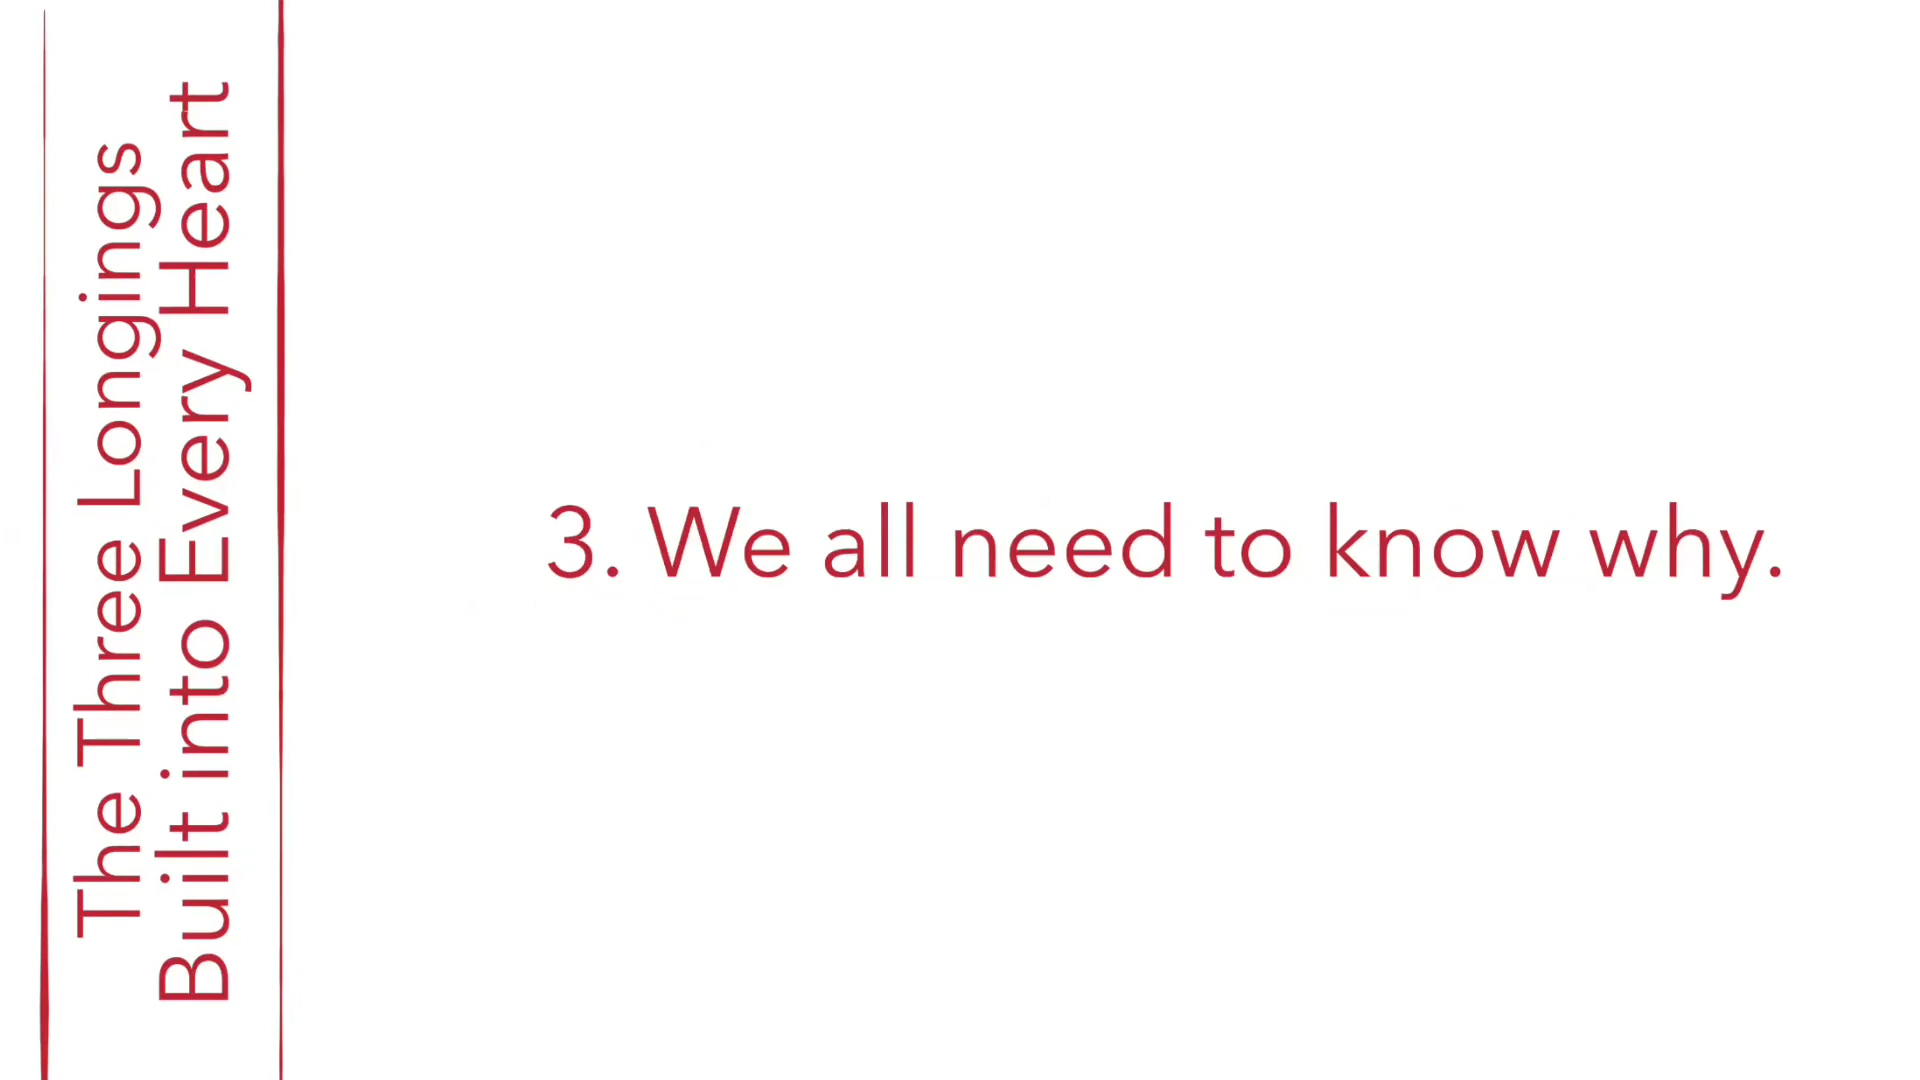 The Three Longings
Built into Every Heart
3. We all need to know why.